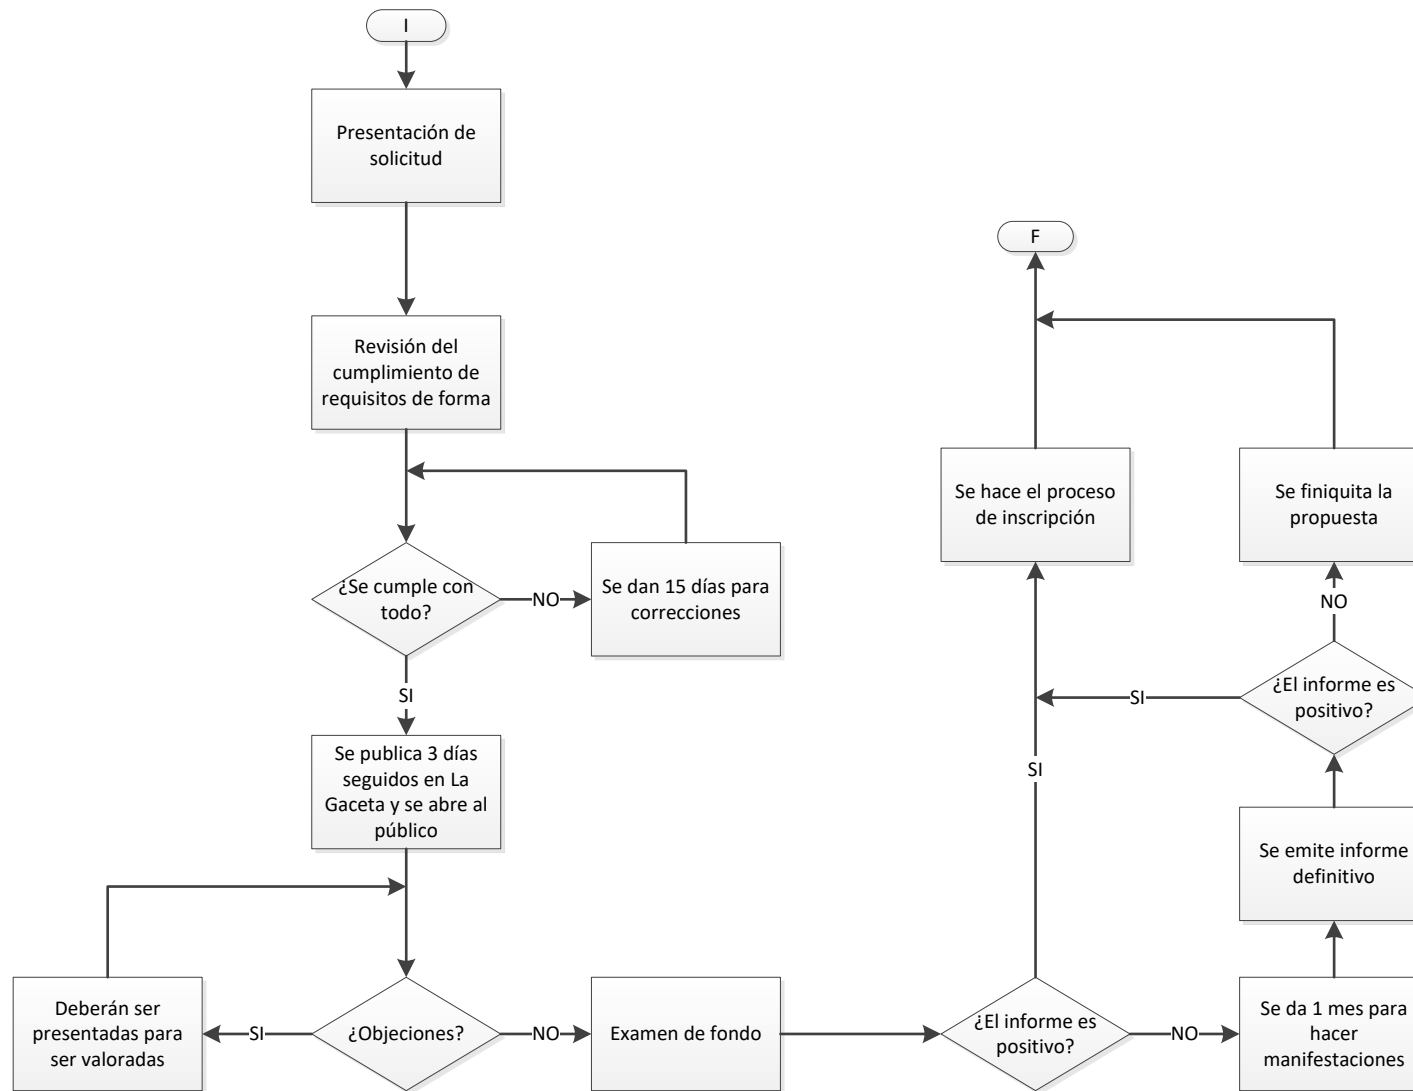 I
Presentación de
solicitud
Revisión del
cumplimiento de
requisitos de forma
¿Se cumple con
todo?
NO
Se dan 15 días para
correcciones
SI
Se publica 3 días
seguidos en La
Gaceta y se abre al
público
¿Objeciones?
SI
Deberán ser
presentadas para
ser valoradas
NO
Examen de fondo
¿El informe es
positivo?
SI
NO
Se da 1 mes para
hacer
manifestaciones
Se emite informe
definitivo
¿El informe es
positivo?
SI
NO
Se hace el proceso
de inscripción
Se finiquita la
propuesta
F